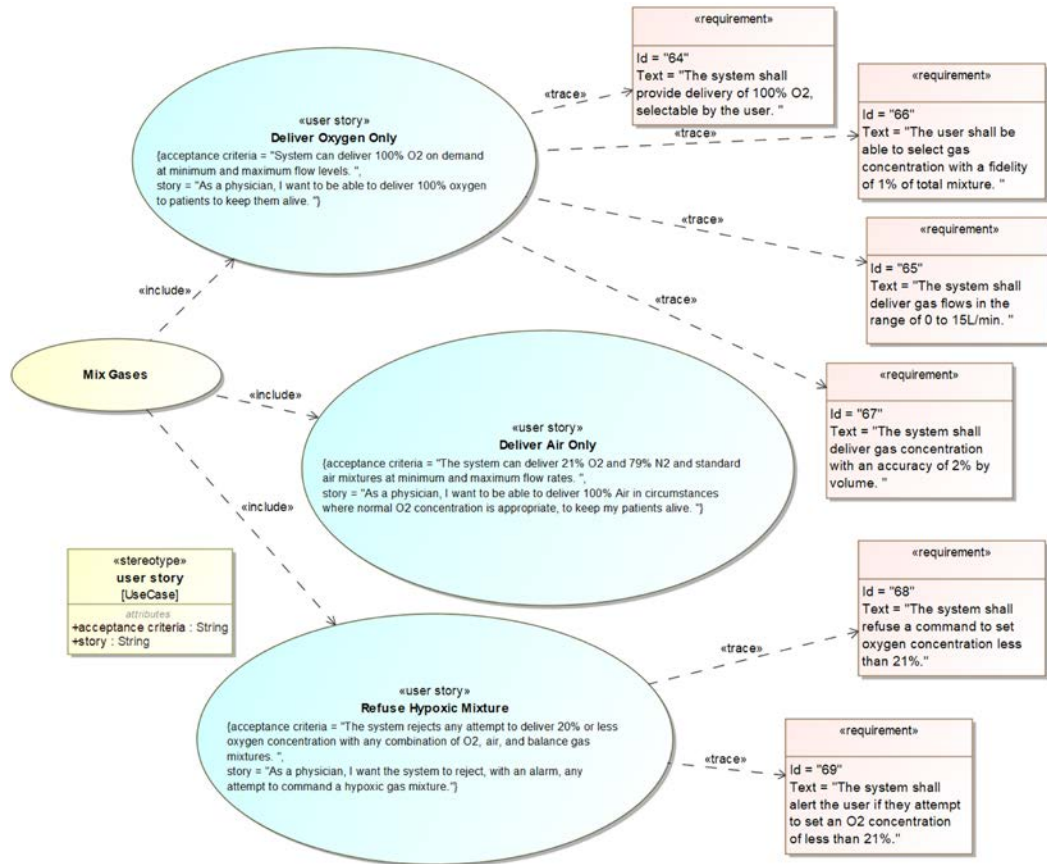 «requirement»
Id = "64"
Text = "The system shall
provide delivery of 100% O2,
selectable by the user. "
«trace»
«requirement»
Id = "66"
Text = "The user shall be
able to select gas
concentration with a fidelity
of 1% of total mixture. "
«trace»
«user story»
Deliver Oxygen Only
{acceptance criteria = "System can deliver 100% O2 on demand
at minimum and maximum flow levels. ",
story = "As a physician, I want to be able to deliver 100% oxygen
to patients to keep them alive. "}
«trace»
«requirement»
Id = "65"
Text = "The system shall
deliver gas flows in the
range of 0 to 15L/min. "
«include»
«trace»
Mix Gases
«include»
«requirement»
Id = "67"
Text = "The system shall
deliver gas concentration
with an accuracy of 2% by
volume. "
«user story»
Deliver Air Only
{acceptance criteria = "The system can deliver 21% O2 and 79% N2 and standard
air mixtures at minimum and maximum flow rates. ",
story = "As a physician, I want to be able to deliver 100% Air in circumstances
where normal O2 concentration is appropriate, to keep my patients alive. "}
«include»
«stereotype»
user story
[UseCase]
attributes
+acceptance criteria : String
+story : String
«requirement»
Id = "68"
Text = "The system shall
refuse a command to set
oxygen concentration less
than 21%."
«trace»
«user story»
Refuse Hypoxic Mixture
{acceptance criteria = "The system rejects any attempt to deliver 20% or less
oxygen concentration with any combination of O2, air, and balance gas
mixtures. ",
story = "As a physician, I want the system to reject, with an alarm, any
attempt to command a hypoxic gas mixture."}
«trace»
«requirement»
Id = "69"
Text = "The system shall
alert the user if they attempt
to set an O2 concentration
of less than 21%."